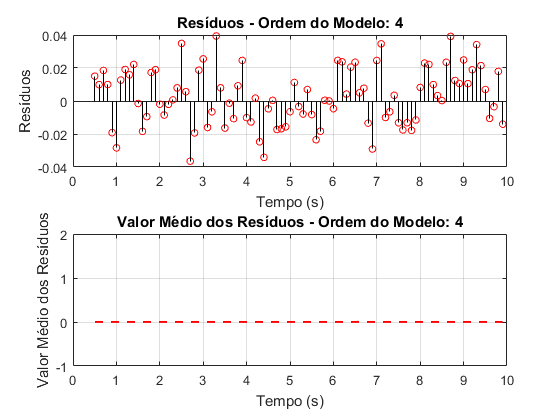 Resíduos - Ordem do Modelo: 4
Resíduos
0.04
0.02
0
-0.02
-0.04
0 1 2 3 4 5 6 7 8 9 10
Tempo (s)
Valor Médio dos Resíduos - Ordem do Modelo: 4
Valor Médio dos Resíduos
2
1
0
-1
0 1 2 3 4 5 6 7 8 9 10
Tempo (s)